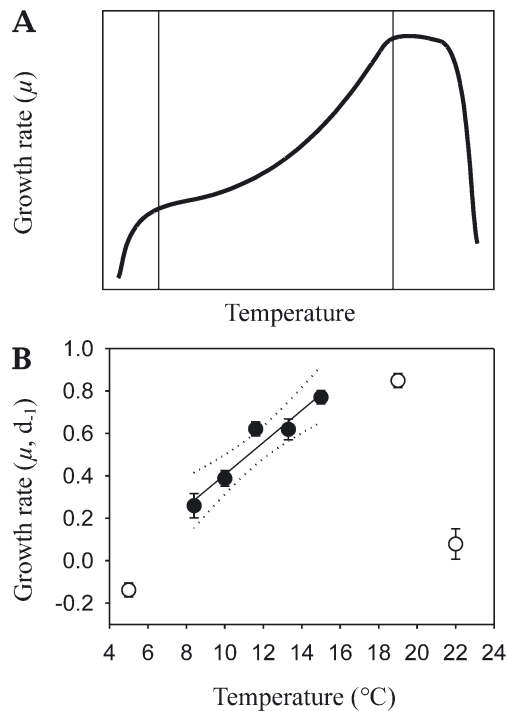 A
Growth rate (μ)
Temperature
B
Growth rate (μ, d-1)
1.0
0.8
0.6
0.4
0.2
0.0
-0.2
4 6 8 10 12 14 16 18 20 22 24
Temperature (°C)